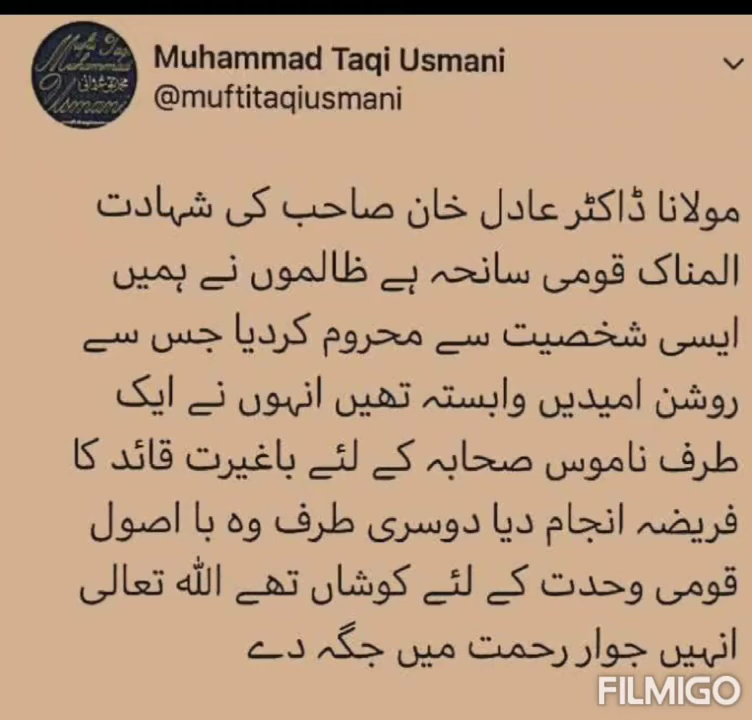 Muhammad Taqi Usmani
@muftitaqiusmani
مولانا ڈاکٹر عادل خان صاحب کی شہادت
المناک قومی سانحہ ہے ظالموں نے ہمیں
ایسی شخصیت سے محروم کردیا جس سے
روشن امیدیں وابستہ تھیں انہوں نے ایک
طرف ناموس صحابہ کے لئے باغیرت قائد کا
فریضہ انجام دیا دوسری طرف وہ با اصول
قومی وحدت کے لئے کوشاں تھے اللہ تعالی
انہیں جوار رحمت میں جگہ دے
FILMIGO